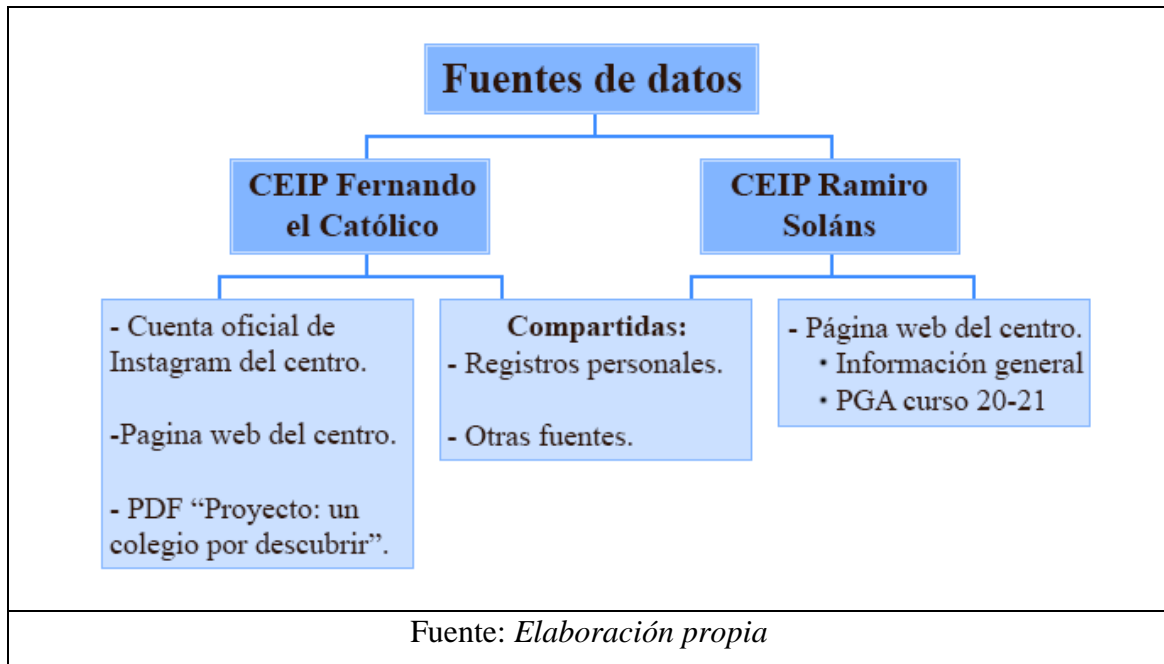 Fuentes de datos
CEIP Fernando
el Católico
CEIP Ramiro
Soláns
- Cuenta oficial de
Instagram del centro.
-Pagina web del centro.
- PDF “Proyecto: un
colegio por descubrir”.
Compartidas:
- Registros personales.
- Otras fuentes.
- Página web del centro.
• Información general
• PGA curso 20-21
Fuente: Elaboración propia